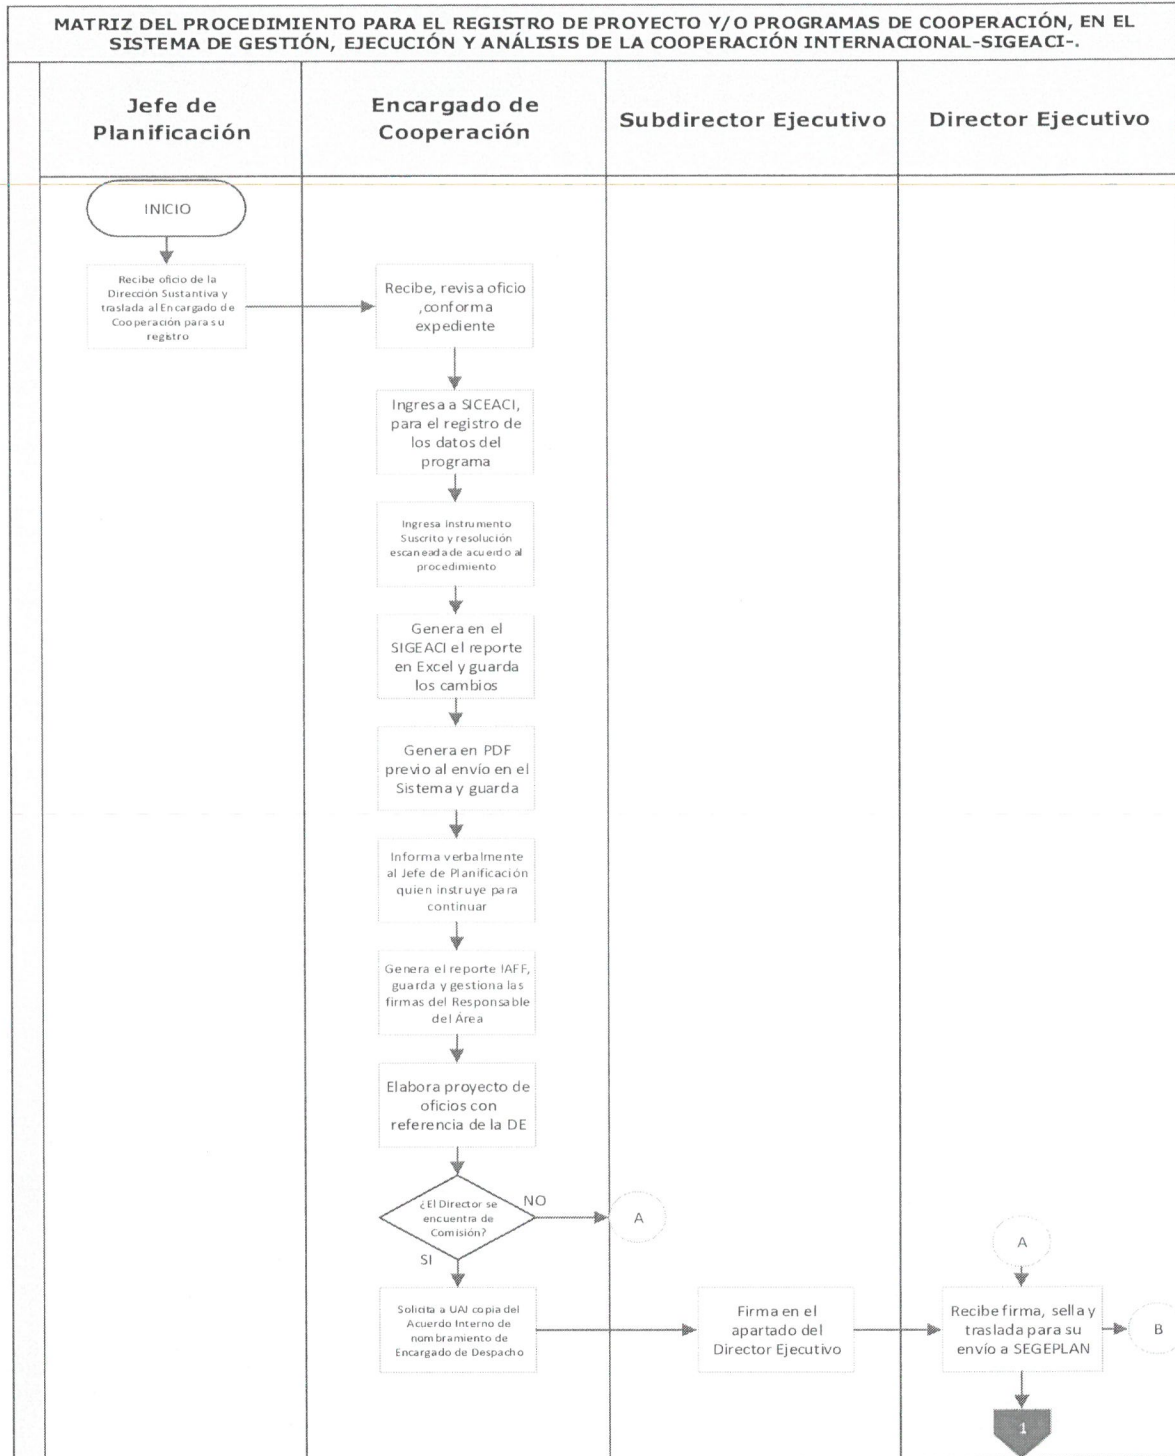 MATRIZ DEL PROCEDIMIENTO PARA EL REGISTRO DE PROYECTO Y/O PROGRAMAS DE COOPERACIÓN, EN EL
SISTEMA DE GESTIÓN, EJECUCIÓN Y ANÁLISIS DE LA COOPERACIÓN INTERNACIONAL-SIGEACI-.
Jefe de
Planificación
Encargado de
Cooperación
Subdirector Ejecutivo
Director Ejecutivo
INICIO
Recibe oficio de la
Direccion Sustantiva y
traslada al Encargado de
Cooperación para su
registro
Recibe, revisa oficio
,conforma
expediente
Ingresa a SICEACI,
para el registro de
los datos del
programa
Ingresa Instrumento
Suscrito y resolución
escaneada de acuerdo al
procedimiento
Genera en el
SIGEACI el reporte
en Excel y guarda
los cambios
Genera en PDF
previo al envío en el
Sistema y guarda
Informa verbalmente
al Jefe de Planificación
quien instruye para
continuar
Genera el reporte IAFF,
guarda y gestiona las
firmas del Responsable
del Área
Elabora proyecto de
oficios con
referencia de la DE
¿El Director se
encuentra de
Comisión?
NO
A
SI
A
Solicita a UAJ copia del
Acuerdo Interno de
nombramiento de
Encargado de Despacho
Firma en el
apartado del
Director Ejecutivo
Recibe firma, sella y
traslada para su
envío a SEGEPLAN
B
1